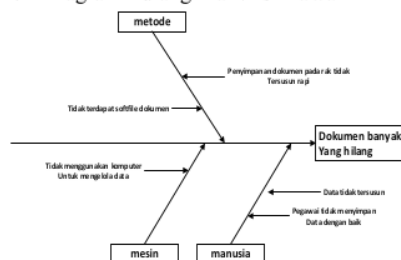 metode
Penyimpanan dokumen pada rak tidak
Tersusun rapi
Tidak terdapat softfile dokumen
Dokumen banyak
Yang hilang
Tidak menggunakan komputer
Untuk mengelola data
Data tidak tersusun
Pegawai tidak menyimpan
Data dengan baik
mesin
manusia